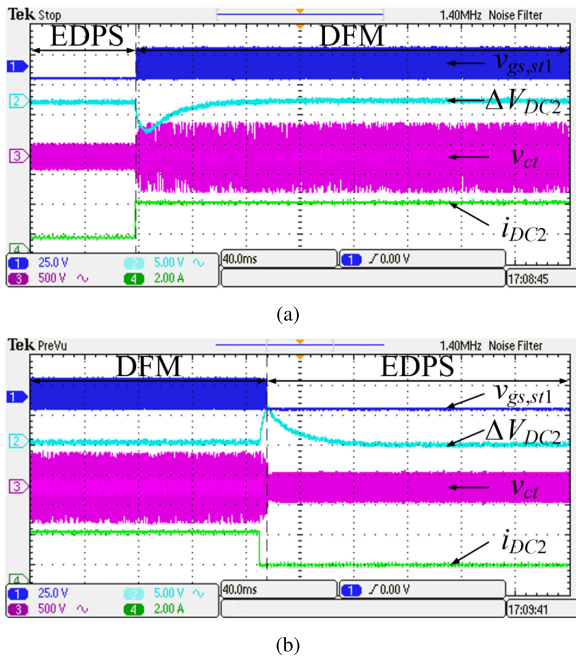 Tek Stop 1.40MHz Noise Filter
EDPS DFM
1 v_gs,st1
2 ΔV_DC2
3 v_ct
i_DC2
4
1 25.0 V 2 5.00 V 40.0ms 1 0.00 V
3 500 V 4 2.00 A 17:08:45
(a)
Tek PreVu 1.40MHz Noise Filter
DFM EDPS
1 v_gs,st1
2 ΔV_DC2
3 v_ct
i_DC2
4
1 25.0 V 2 5.00 V 40.0ms 1 0.00 V
3 500 V 4 2.00 A 17:09:41
(b)